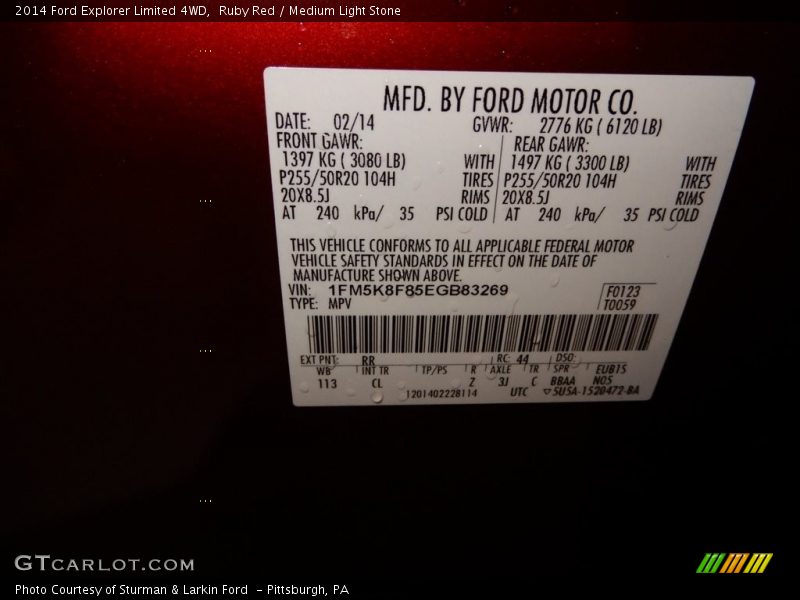 2014 Ford Explorer Limited 4WD, Ruby Red / Medium Light Stone
MFD. BY FORD MOTOR CO.
DATE: 02/14 GVWR: 2776 KG ( 6120 LB)
FRONT GAWR: REAR GAWR:
1397 KG ( 3080 LB) WITH 1497 KG ( 3300 LB) WITH
P255/50R20 104H TIRES P255/50R20 104H TIRES
20X8.5J RIMS 20X8.5J RIMS
AT 240 kPa/ 35 PSI COLD AT 240 kPa/ 35 PSI COLD
THIS VEHICLE CONFORMS TO ALL APPLICABLE FEDERAL MOTOR
VEHICLE SAFETY STANDARDS IN EFFECT ON THE DATE OF
MANUFACTURE SHOWN ABOVE.
VIN: 1FM5K8F85EGB83269 F0123
TYPE: MPV T0059
EXT PNT: RR RC: 44 DSO:
WB INT TR TP/PS R AXLE TR SPR EUB15
113 CL Z 3J C BBAA N05
1201402228114 UTC ▽5U5A-1520472-BA
GTCARLOT.COM
Photo Courtesy of Sturman & Larkin Ford - Pittsburgh, PA